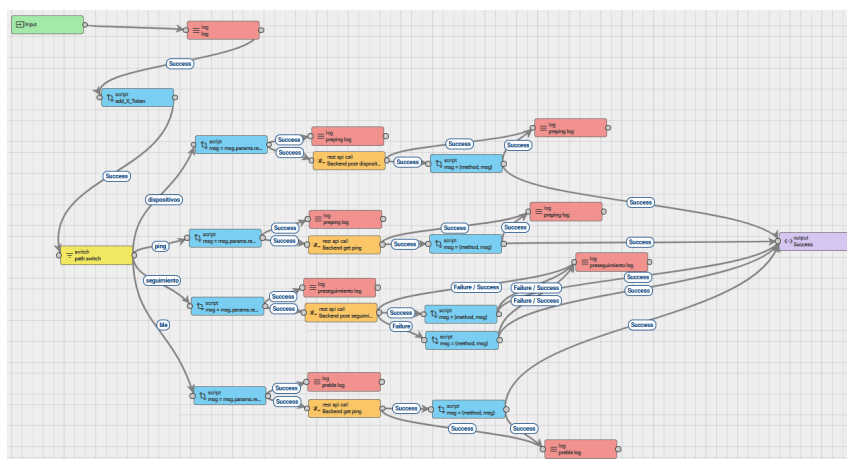 Input
log
log
Success
script
add_X_Token
Success
switch
path switch
dispositivos
script
msg = msg.params.re...
Success
Success
log
preping log
rest api call
Backend post disposit...
Success
Success
script
msg = {method, msg}
Success
log
preping log
Success
ping
script
msg = msg.params.re...
Success
Success
log
preping log
rest api call
Backend get ping
Success
Success
script
msg = {method, msg}
Success
log
preping log
Success
output
Success
seguimiento
script
msg = msg.params.re...
Success
Success
log
preseguimiento log
rest api call
Backend post seguimi...
Failure / Success
Success
Failure
script
msg = {method, msg}
script
msg = {method, msg}
Failure / Success
Failure / Success
log
preseguimiento log
Success
Success
ble
script
msg = msg.params.re...
Success
Success
log
preble log
rest api call
Backend get ping
Success
Success
script
msg = {method, msg}
Success
Success
log
preble log